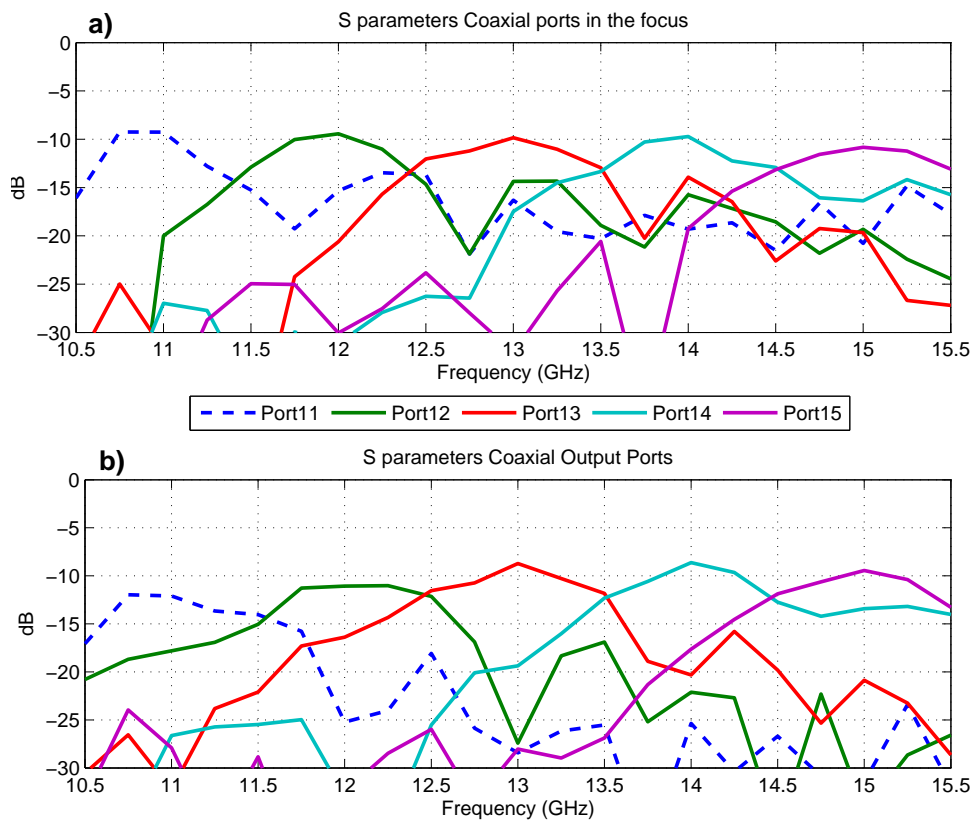 a)
S parameters Coaxial ports in the focus
0
−5
−10
−15
−20
−25
−30
dB
10.5 11 11.5 12 12.5 13 13.5 14 14.5 15 15.5
Frequency (GHz)
Port11 Port12 Port13 Port14 Port15
b)
S parameters Coaxial Output Ports
0
−5
−10
−15
−20
−25
−30
dB
10.5 11 11.5 12 12.5 13 13.5 14 14.5 15 15.5
Frequency (GHz)